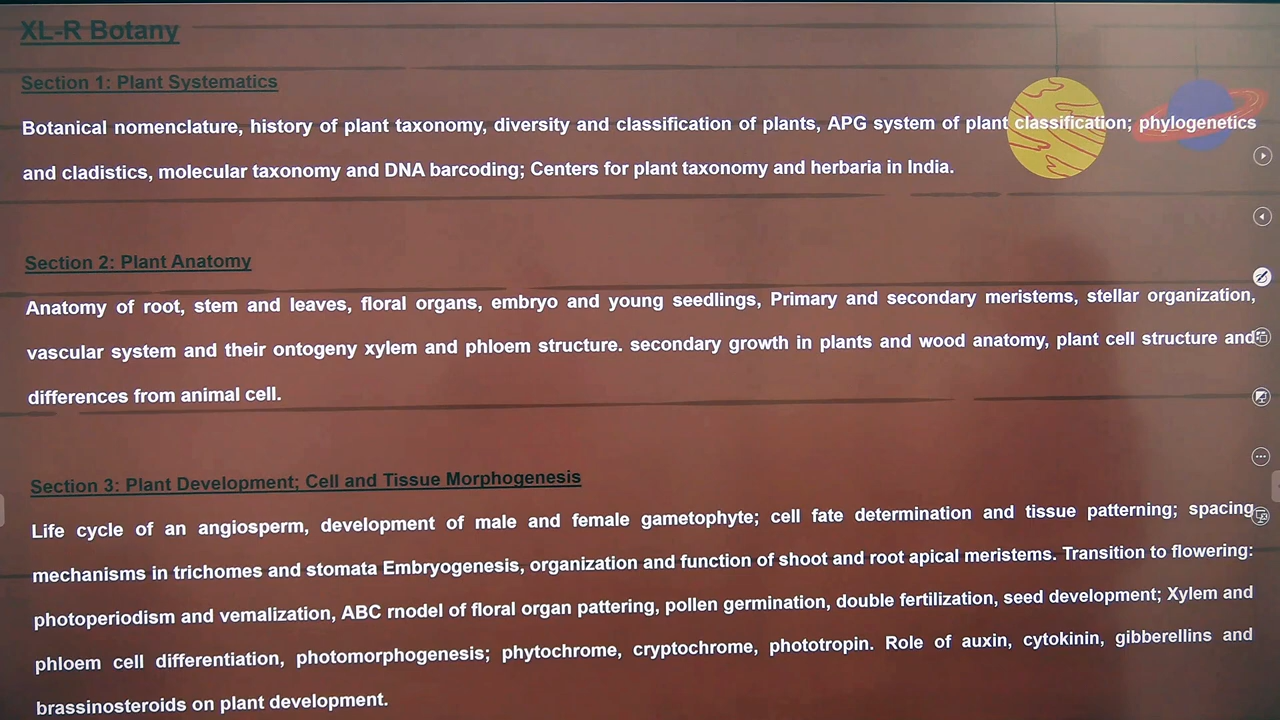 XL-R Botany
Section 1: Plant Systematics
Botanical nomenclature, history of plant taxonomy, diversity and classification of plants, APG system of plant classification; phylogenetics
and cladistics, molecular taxonomy and DNA barcoding; Centers for plant taxonomy and herbaria in India.
Section 2: Plant Anatomy
Anatomy of root, stem and leaves, floral organs, embryo and young seedlings, Primary and secondary meristems, stellar organization,
vascular system and their ontogeny xylem and phloem structure. secondary growth in plants and wood anatomy, plant cell structure and
differences from animal cell.
Section 3: Plant Development; Cell and Tissue Morphogenesis
Life cycle of an angiosperm, development of male and female gametophyte; cell fate determination and tissue patterning; spacing
mechanisms in trichomes and stomata Embryogenesis, organization and function of shoot and root apical meristems. Transition to flowering:
photoperiodism and vemalization, ABC rnodel of floral organ pattering, pollen germination, double fertilization, seed development; Xylem and
phloem cell differentiation, photomorphogenesis; phytochrome, cryptochrome, phototropin. Role of auxin, cytokinin, gibberellins and
brassinosteroids on plant development.